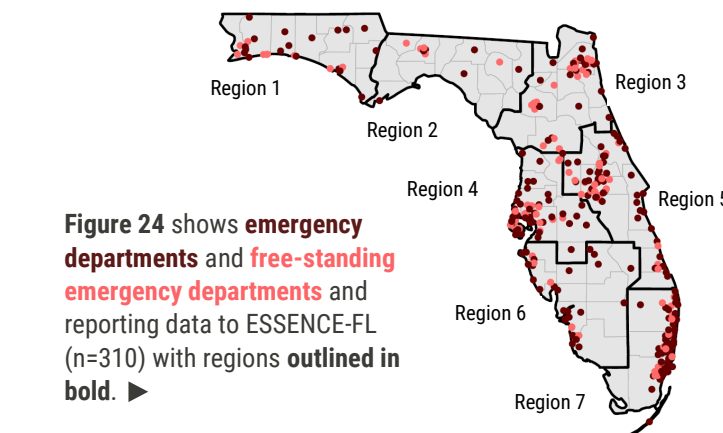 Region 1
Region 2
Region 3
Region 4
Region 5
Figure 24 shows emergency
departments and free-standing
emergency departments and
reporting data to ESSENCE-FL
(n=310) with regions outlined in
bold. ▶
Region 6
Region 7